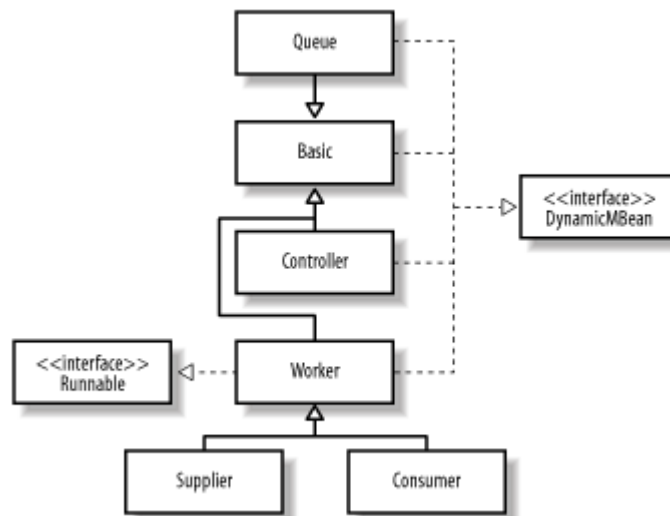 Queue
Basic
<<interface>>
DynamicMBean
Controller
<<interface>>
Runnable
Worker
Supplier
Consumer